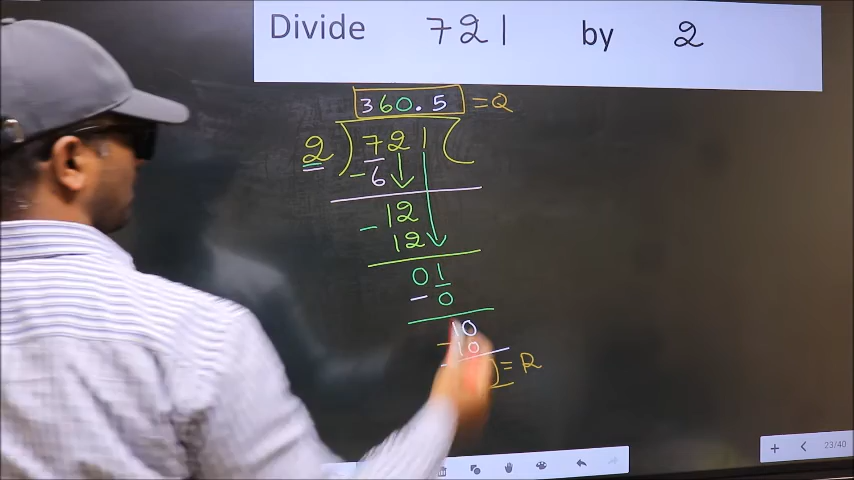 Divide 721 by 2
360.5 = Q
2 ) 721 (
- 6
- 12
12
01
- 0
10
- 10
= R
23/40